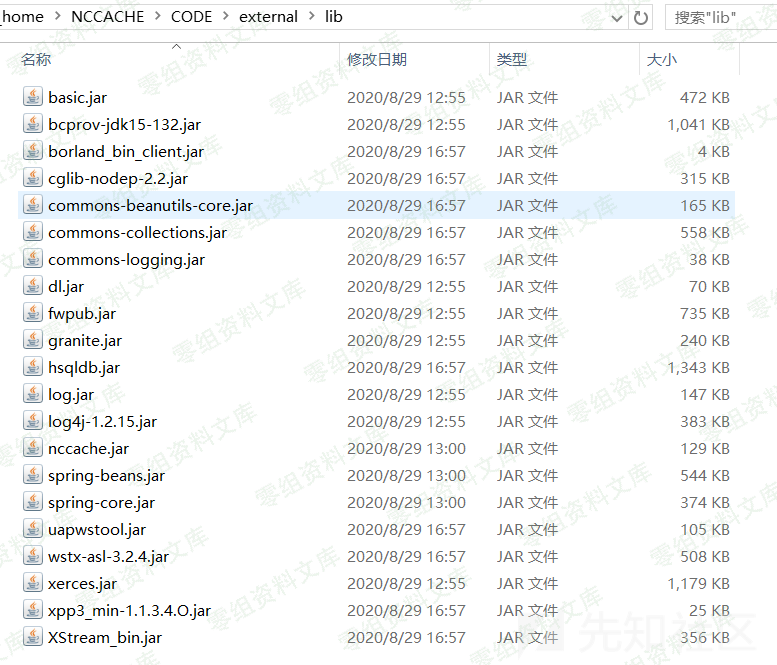 _home > NCCACHE > CODE > external > lib 搜索"lib"
名称 修改日期 类型 大小
basic.jar 2020/8/29 12:55 JAR 文件 472 KB
bcprov-jdk15-132.jar 2020/8/29 12:55 JAR 文件 1,041 KB
borland_bin_client.jar 2020/8/29 16:57 JAR 文件 4 KB
cglib-nodep-2.2.jar 2020/8/29 16:57 JAR 文件 315 KB
commons-beanutils-core.jar 2020/8/29 16:57 JAR 文件 165 KB
commons-collections.jar 2020/8/29 16:57 JAR 文件 558 KB
commons-logging.jar 2020/8/29 16:57 JAR 文件 38 KB
dl.jar 2020/8/29 12:55 JAR 文件 70 KB
fwpub.jar 2020/8/29 12:55 JAR 文件 735 KB
granite.jar 2020/8/29 12:55 JAR 文件 240 KB
hsqldb.jar 2020/8/29 16:57 JAR 文件 1,343 KB
log.jar 2020/8/29 12:55 JAR 文件 147 KB
log4j-1.2.15.jar 2020/8/29 12:55 JAR 文件 383 KB
nccache.jar 2020/8/29 13:00 JAR 文件 129 KB
spring-beans.jar 2020/8/29 13:00 JAR 文件 544 KB
spring-core.jar 2020/8/29 13:00 JAR 文件 374 KB
uapwstool.jar 2020/8/29 16:57 JAR 文件 105 KB
wstx-asl-3.2.4.jar 2020/8/29 16:57 JAR 文件 508 KB
xerces.jar 2020/8/29 12:55 JAR 文件 1,179 KB
xpp3_min-1.1.3.4.O.jar 2020/8/29 16:57 JAR 文件 25 KB
XStream_bin.jar 2020/8/29 16:57 JAR 文件 356 KB
零组资料文库
先知社区